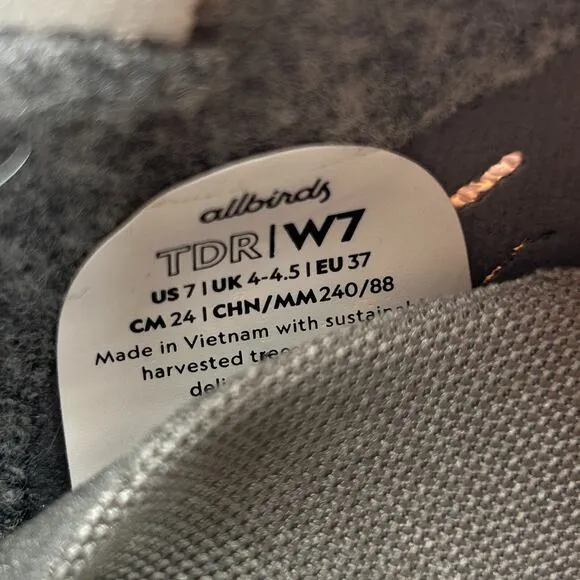 allbirds
TDR | W7
US 7 | UK 4-4.5 | EU 37
CM 24 | CHN/MM 240/88
Made in Vietnam with
harvested